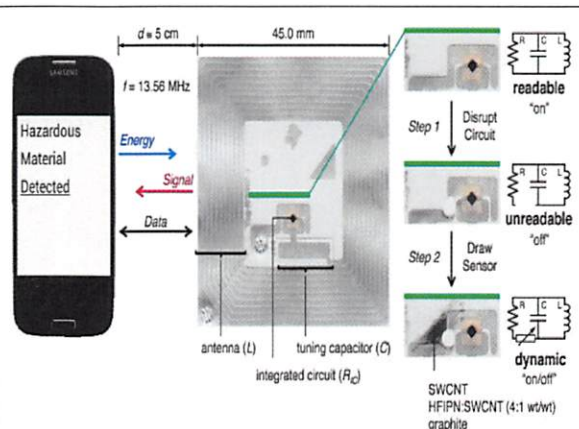 d = 5 cm
45.0 mm
f = 13.56 MHz
SAMSUNG
Hazardous
Material
Detected
Energy
Signal
Data
antenna (L)
tuning capacitor (C)
integrated circuit (R_IC)
R C L
readable
"on"
Step 1
Disrupt
Circuit
R C L
unreadable
"off"
Step 2
Draw
Sensor
R C L
dynamic
"on/off"
SWCNT
HFIPN:SWCNT (4:1 wt/wt)
graphite